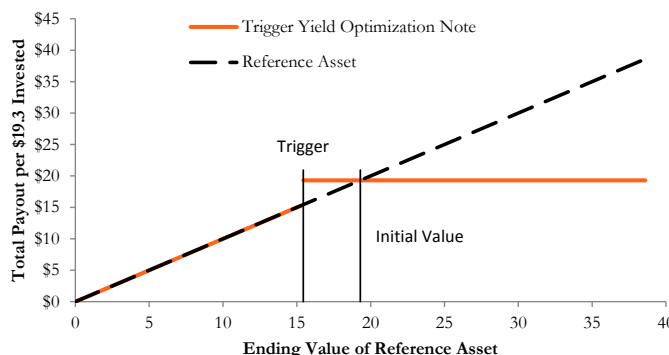 $45
$40
$35
$30
$25
$20
$15
$10
$5
$0
Total Payout per $19.3 Invested
Trigger Yield Optimization Note
Reference Asset
Trigger
Initial Value
0 5 10 15 20 25 30 35 40
Ending Value of Reference Asset